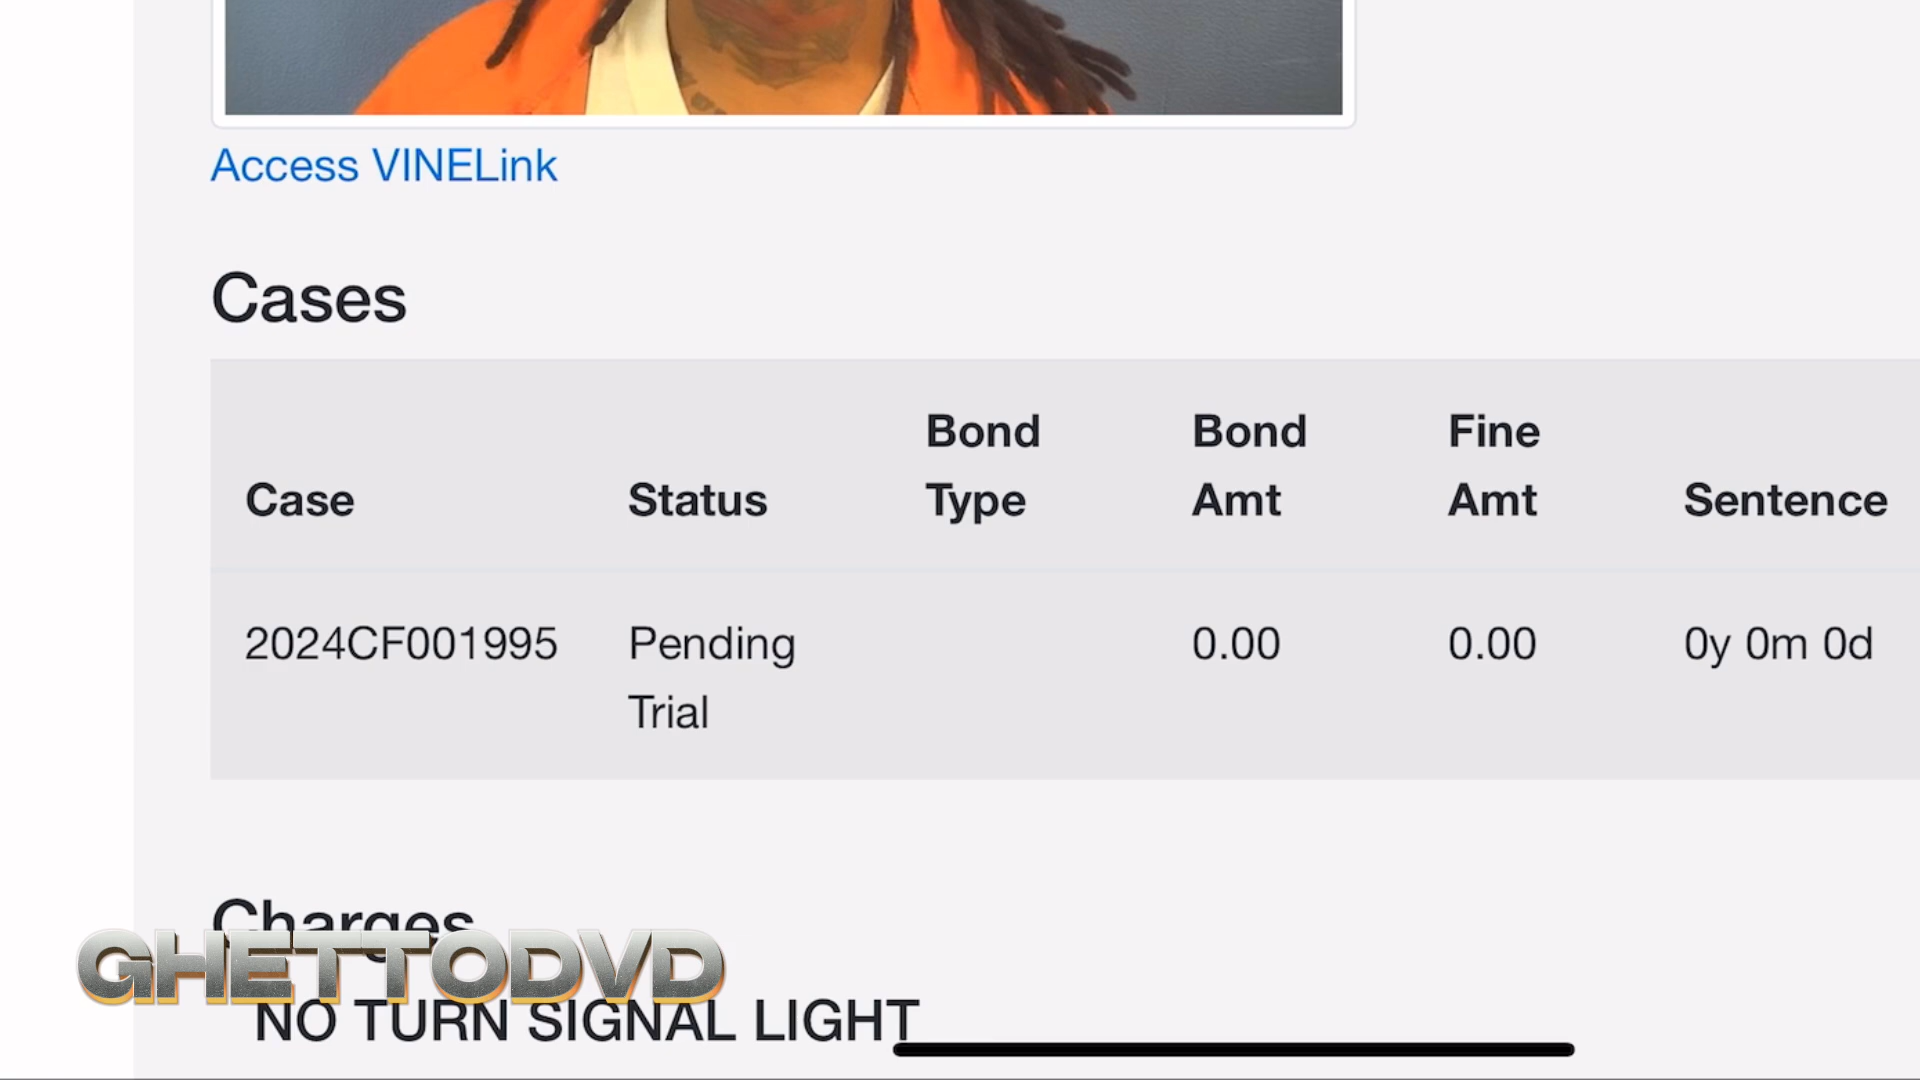 Access VINELink
Cases
Case Status Bond Type Bond Amt Fine Amt Sentence
2024CF001995 Pending Trial 0.00 0.00 0y 0m 0d
Charges
GHETTODVD
NO TURN SIGNAL LIGHT